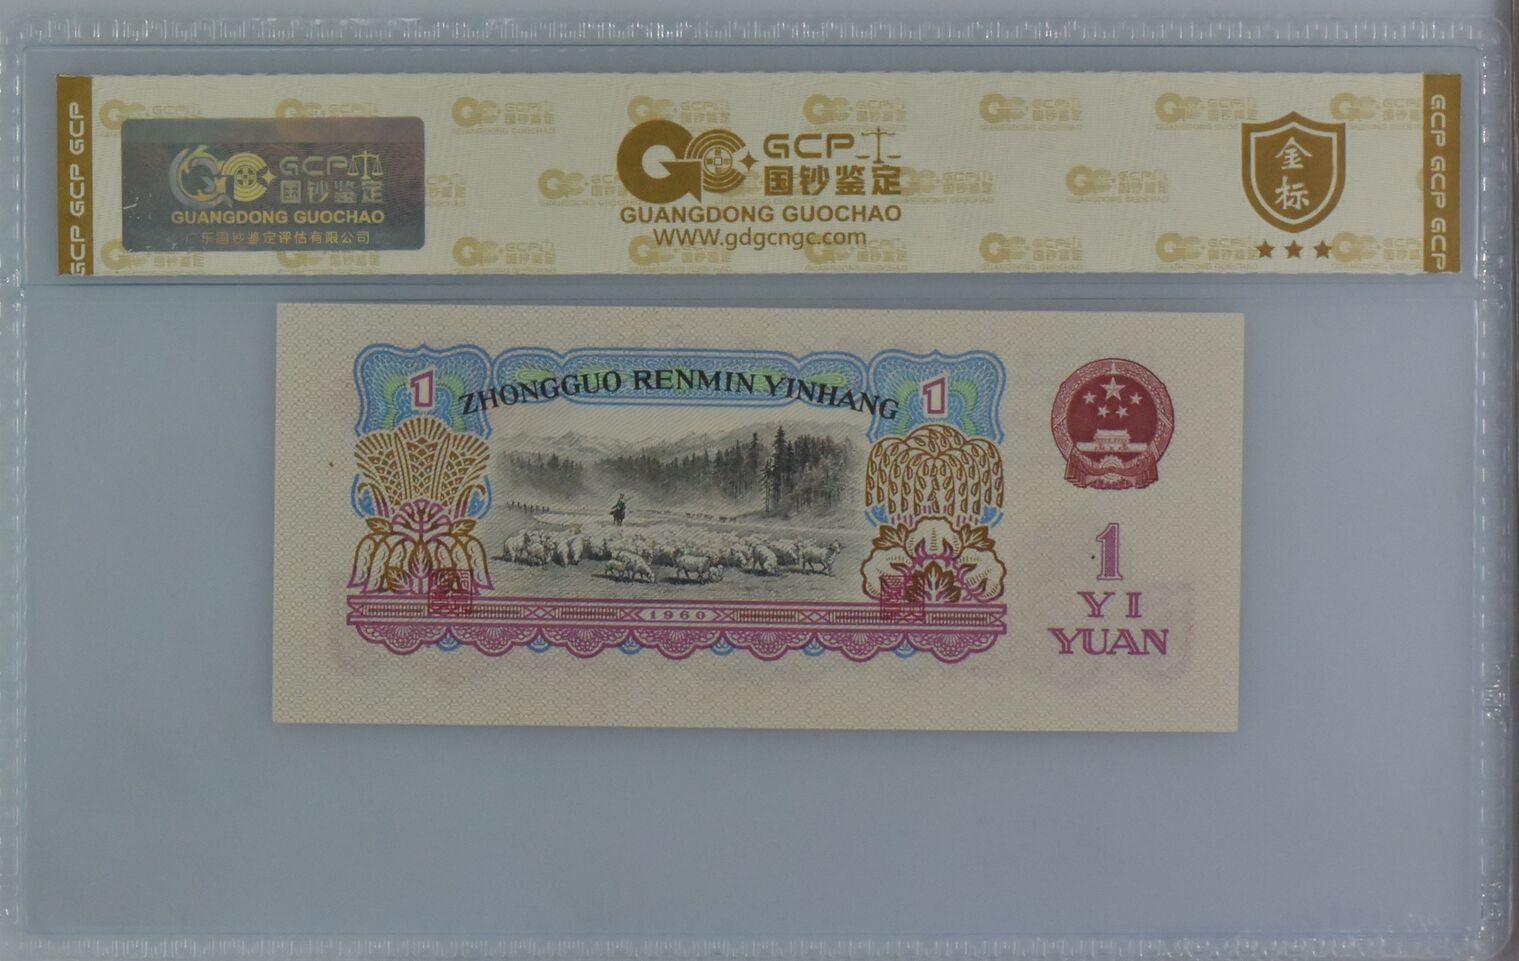 GCP GCP GCP
GCP 国钞鉴定
GUANGDONG GUOCHAO
广东国钞鉴定评估有限公司
GCP
国钞鉴定
GUANGDONG GUOCHAO
WWW.gdgcngc.com
金标
GCP GCP GCP
1
ZHONGGUO RENMIN YINHANG
1
1
YI
YUAN
1960